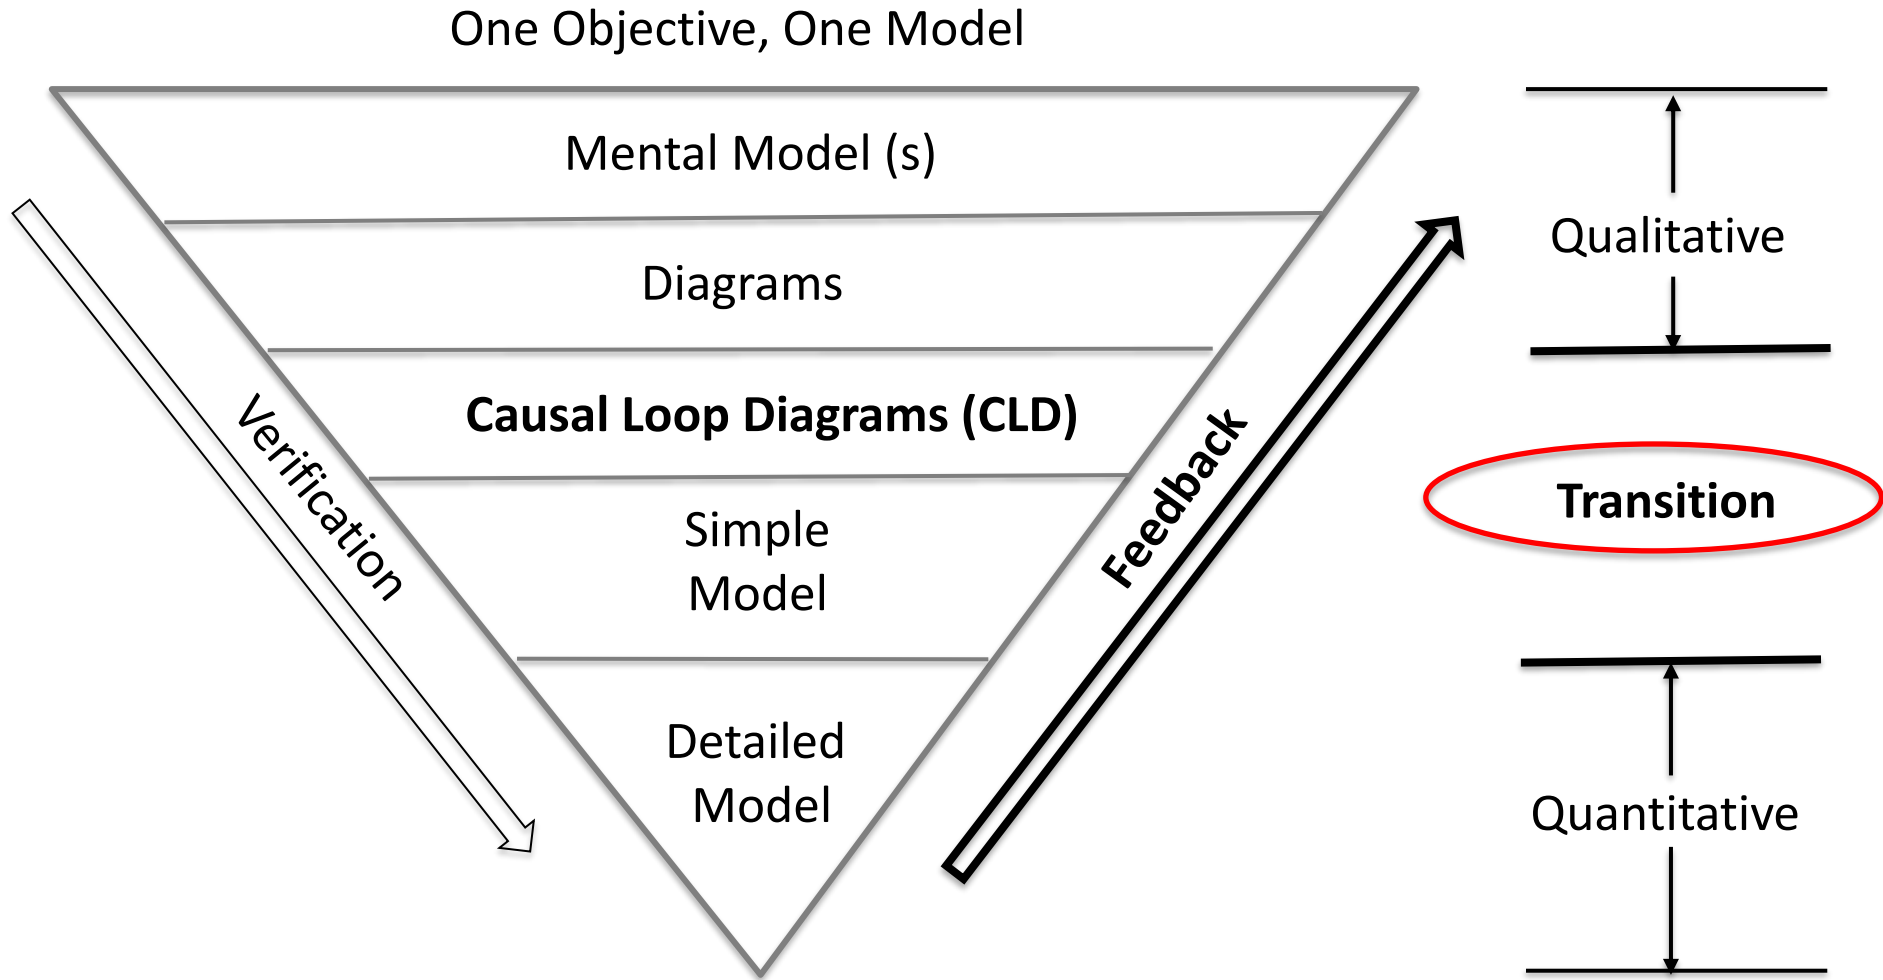 One Objective, One Model
Mental Model (s)
Diagrams
Causal Loop Diagrams (CLD)
Simple
Model
Detailed
Model
Verification
Feedback
Qualitative
Transition
Quantitative